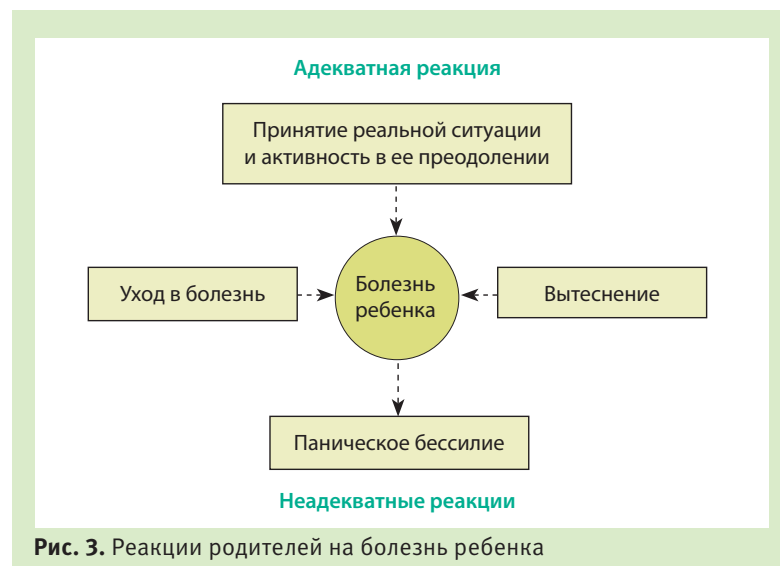 Адекватная реакция
Принятие реальной ситуации
и активность в ее преодолении
Уход в болезнь
Болезнь
ребенка
Вытеснение
Паническое бессилие
Неадекватные реакции
Рис. 3. Реакции родителей на болезнь ребенка